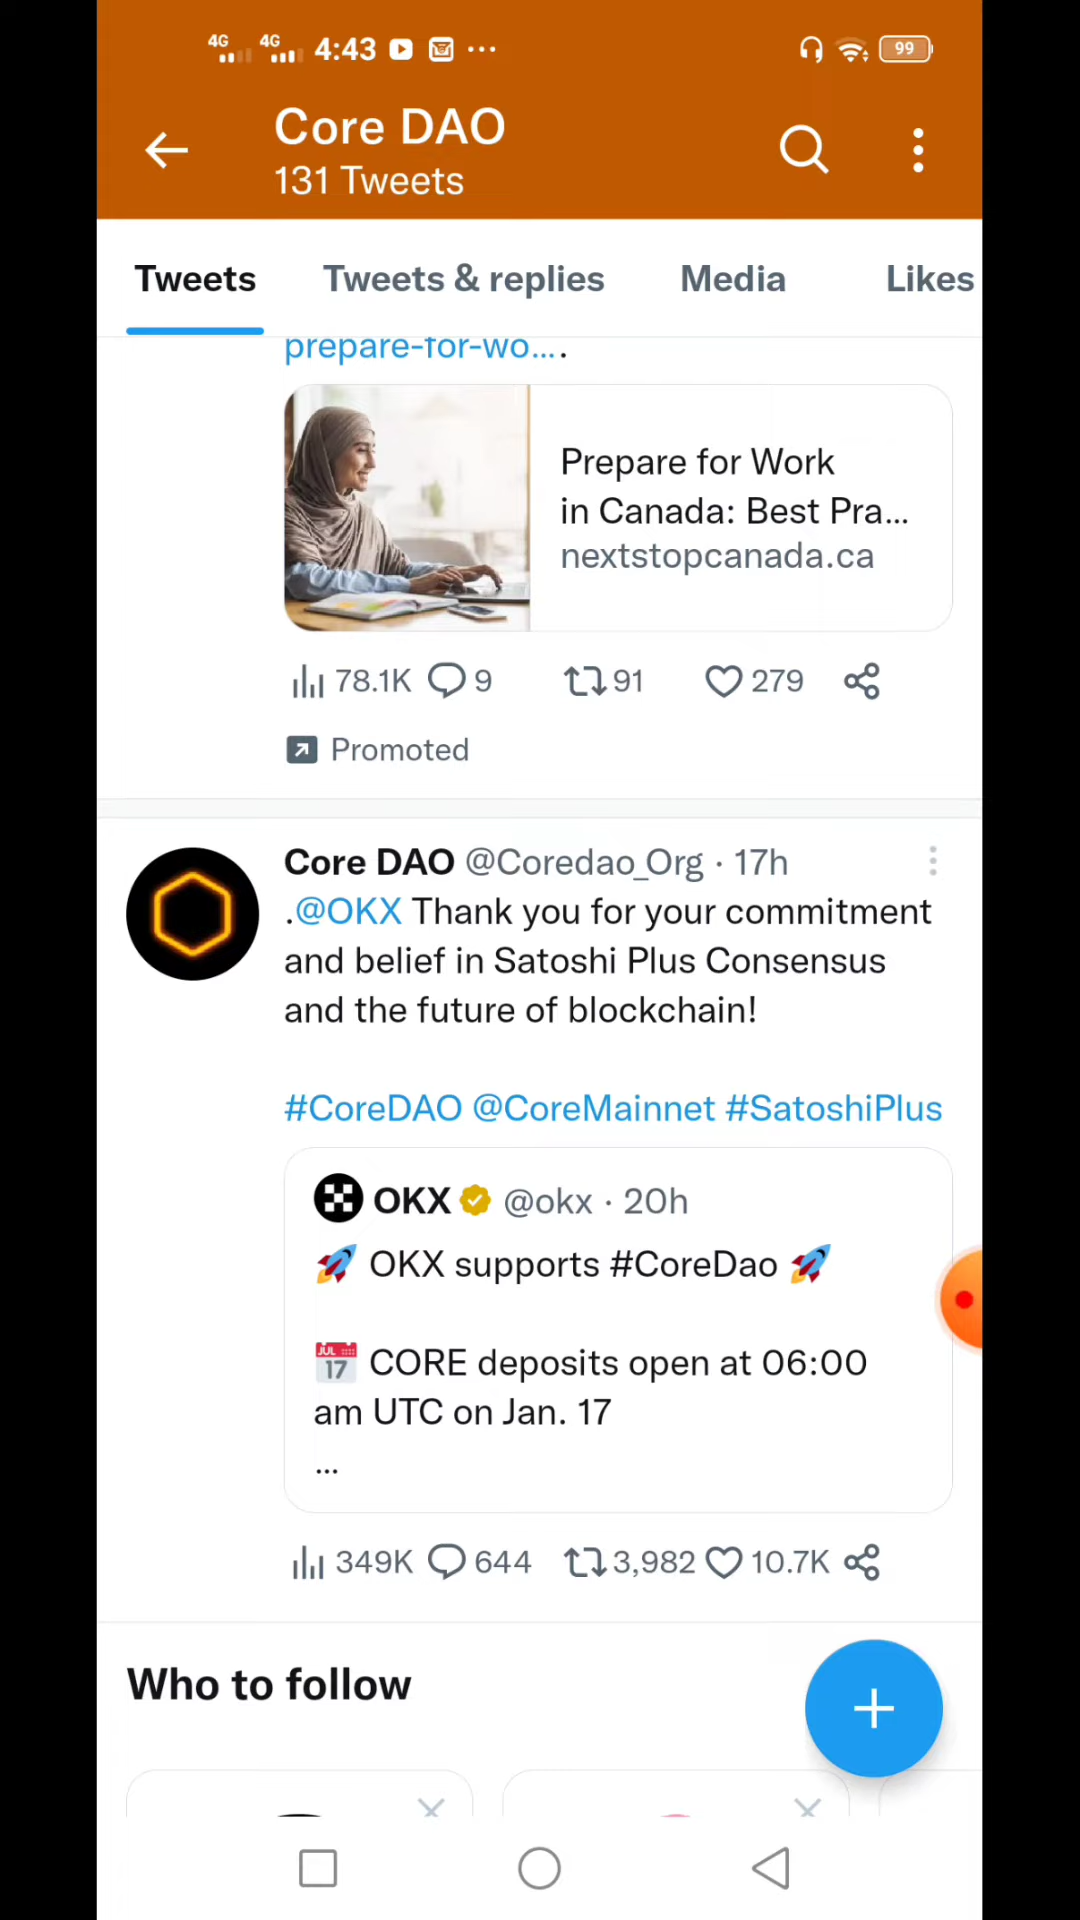 4G 4G 4:43 99
Core DAO
131 Tweets
Tweets Tweets & replies Media Likes
prepare-for-wo... .
Prepare for Work
in Canada: Best Pra...
nextstopcanada.ca
78.1K 9 91 279
Promoted
Core DAO @Coredao_Org · 17h
.@OKX Thank you for your commitment
and belief in Satoshi Plus Consensus
and the future of blockchain!
#CoreDAO @CoreMainnet #SatoshiPlus
OKX @okx · 20h
🚀 OKX supports #CoreDao 🚀
📅 CORE deposits open at 06:00
am UTC on Jan. 17
...
349K 644 3,982 10.7K
Who to follow